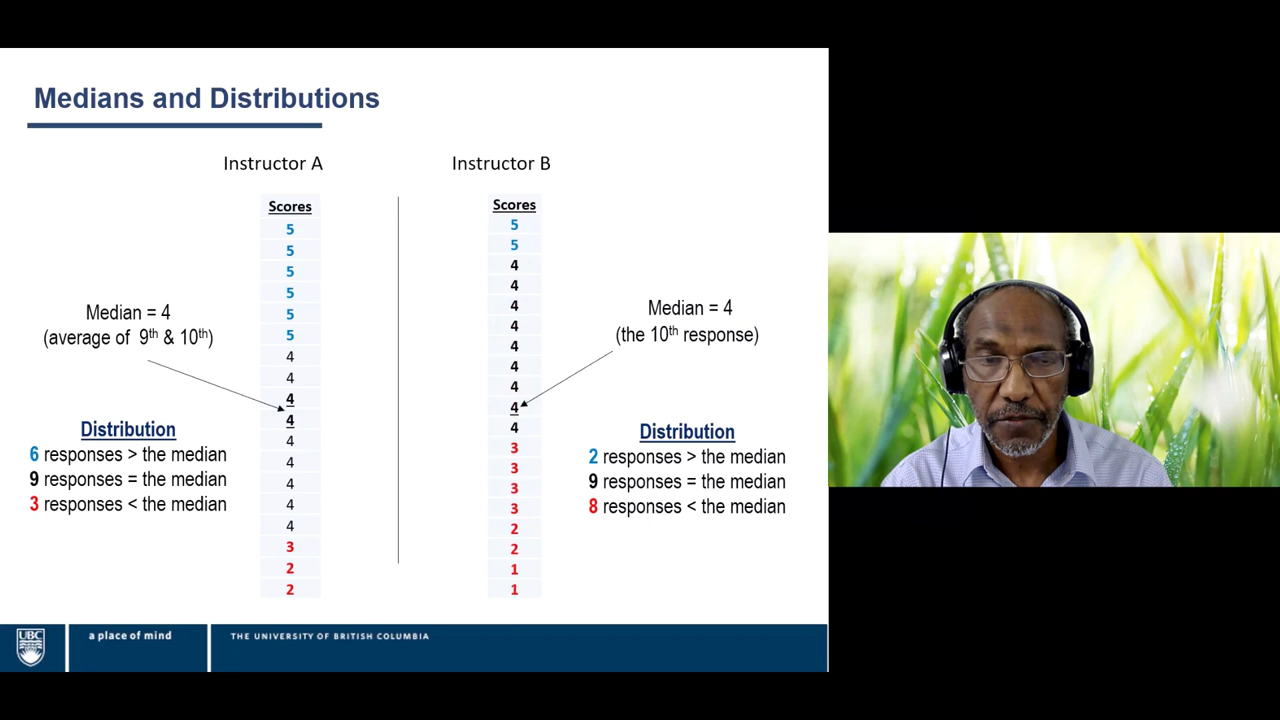 Medians and Distributions
Instructor A
Scores
5
5
5
5
5
5
4
4
4
4
4
4
4
4
4
3
2
2
Median = 4
(average of 9th & 10th)
Distribution
6 responses > the median
9 responses = the median
3 responses < the median
Instructor B
Scores
5
5
4
4
4
4
4
4
4
4
4
3
3
3
3
2
2
1
1
Median = 4
(the 10th response)
Distribution
2 responses > the median
9 responses = the median
8 responses < the median
UBC
a place of mind
THE UNIVERSITY OF BRITISH COLUMBIA